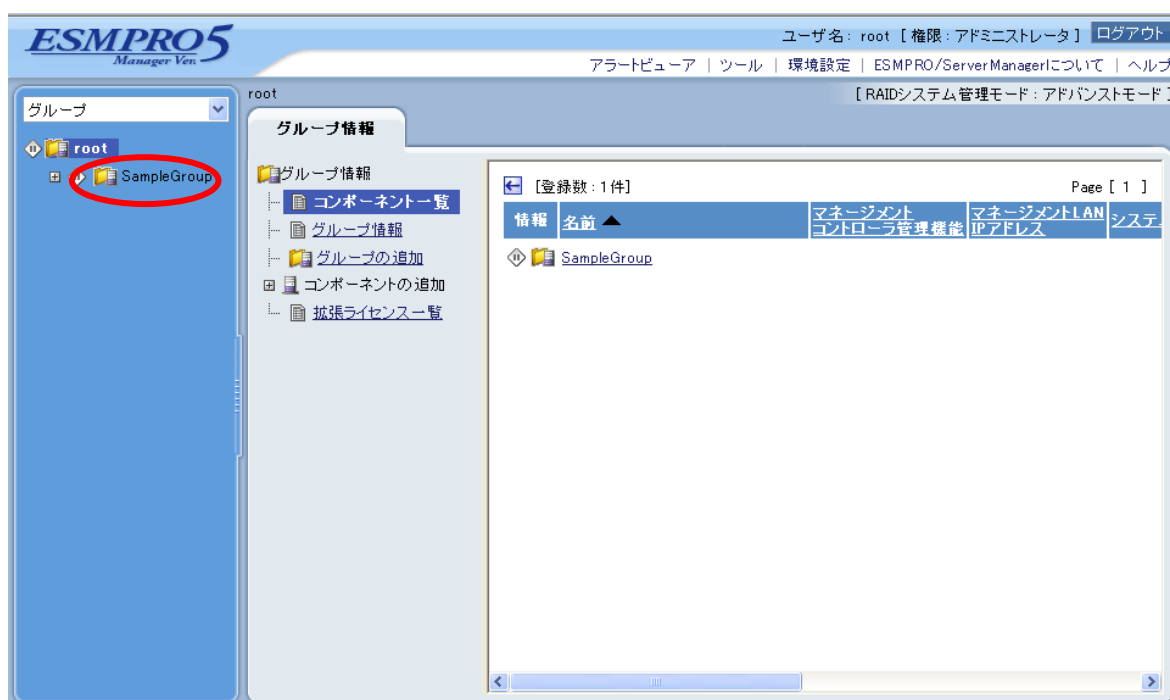 ESMPRO5
Manager Ver.
ユーザ名: root [ 権限 : アドミニストレータ ] ログアウト
アラートビューア | ツール | 環境設定 | ESMPRO/ServerManagerについて | ヘルプ
グループ
root
SampleGroup
root
[ RAIDシステム管理モード : アドバンストモード ]
グループ情報
グループ情報
コンポーネント一覧
グループ情報
グループの追加
コンポーネントの追加
拡張ライセンス一覧
[登録数 : 1件] Page [ 1 ]
情報 名前 マネージメント コントローラ管理機能 マネージメントLAN IPアドレス システ
SampleGroup